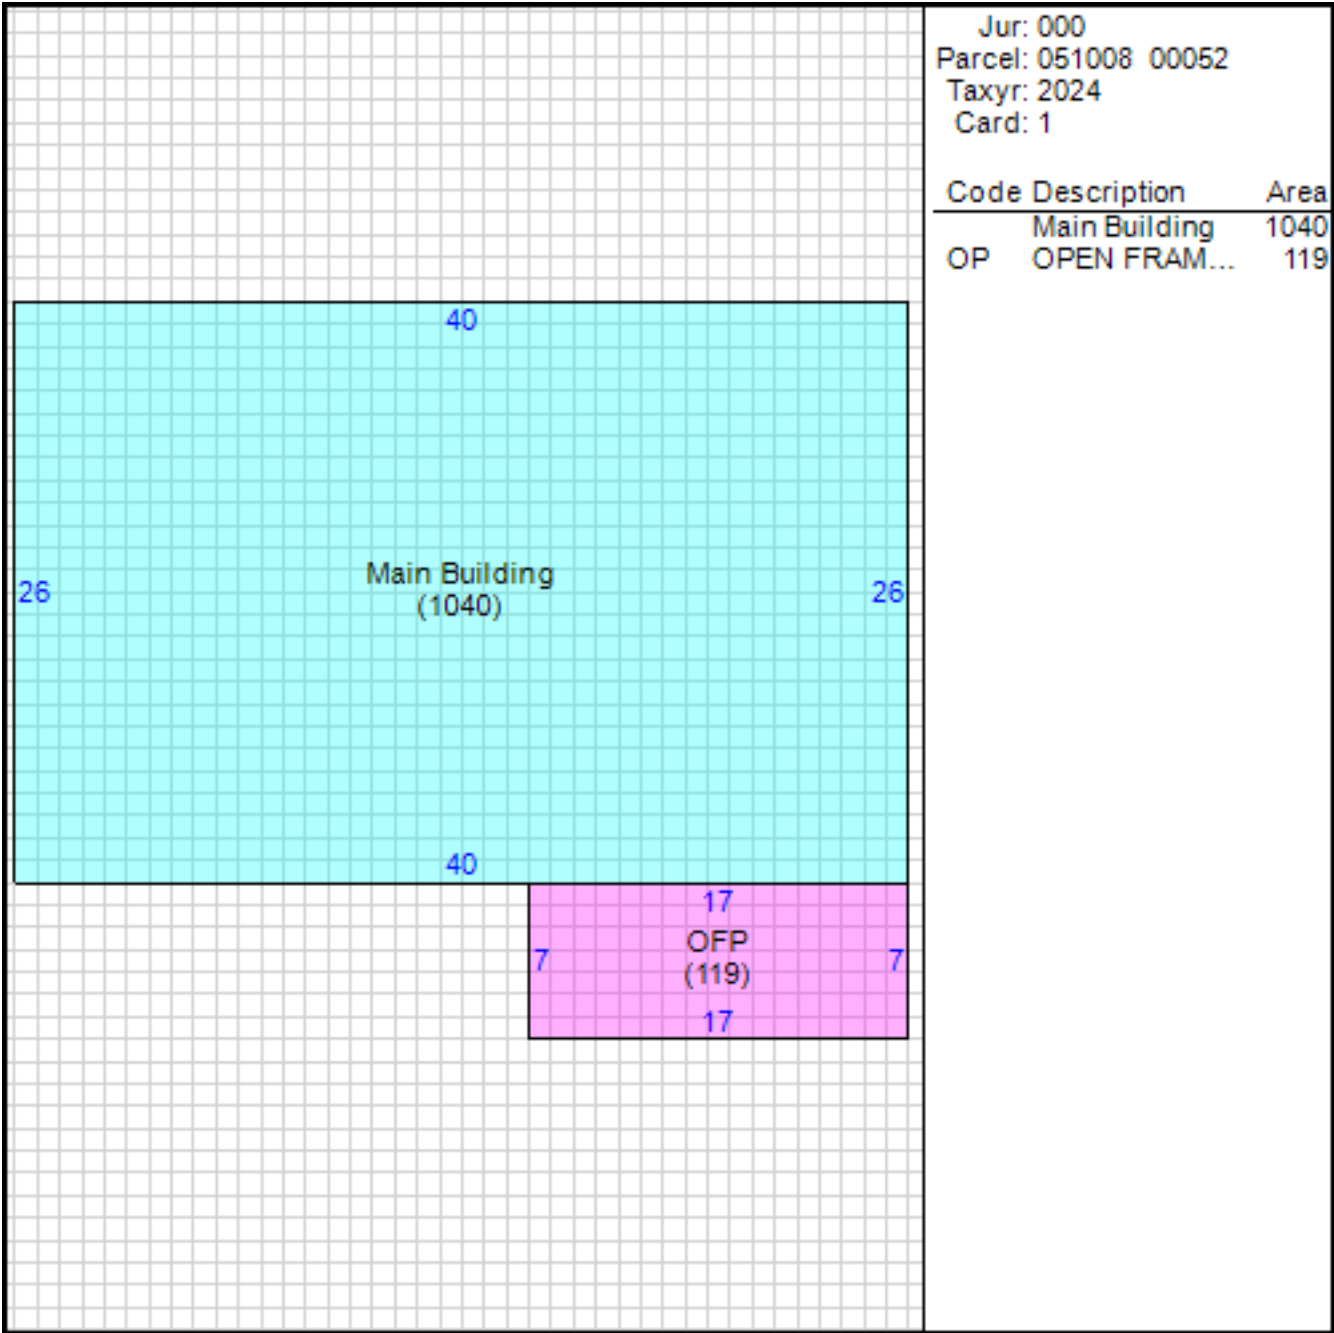 Jur: 000
Parcel: 051008 00052
Taxyr: 2024
Card: 1
Code Description Area
Main Building 1040
OP OPEN FRAM... 119
40
26
Main Building
(1040)
26
40
17
OFP
7
(119)
7
17